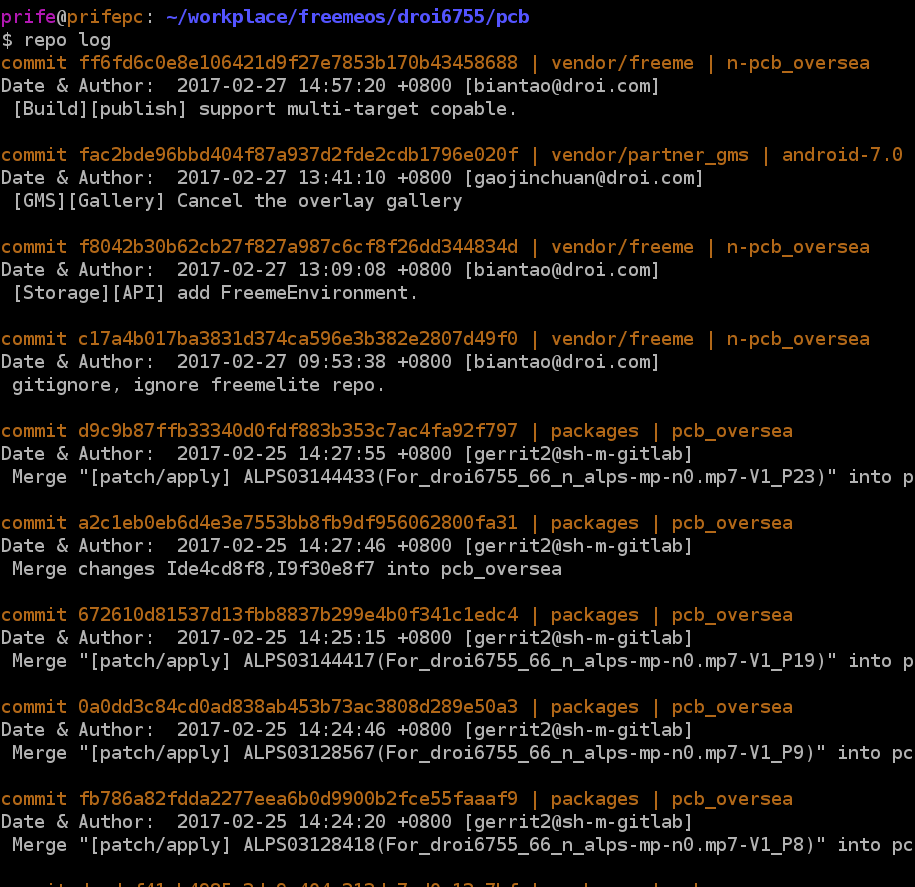 prife@prifepc: ~/workplace/freemeos/droi6755/pcb
$ repo log
commit ff6fd6c0e8e106421d9f27e7853b170b43458688 | vendor/freeme | n-pcb_oversea
Date & Author:  2017-02-27 14:57:20 +0800 [biantao@droi.com]
 [Build][publish] support multi-target copable.
commit fac2bde96bbd404f87a937d2fde2cdb1796e020f | vendor/partner_gms | android-7.0
Date & Author:  2017-02-27 13:41:10 +0800 [gaojinchuan@droi.com]
 [GMS][Gallery] Cancel the overlay gallery
commit f8042b30b62cb27f827a987c6cf8f26dd344834d | vendor/freeme | n-pcb_oversea
Date & Author:  2017-02-27 13:09:08 +0800 [biantao@droi.com]
 [Storage][API] add FreemeEnvironment.
commit c17a4b017ba3831d374ca596e3b382e2807d49f0 | vendor/freeme | n-pcb_oversea
Date & Author:  2017-02-27 09:53:38 +0800 [biantao@droi.com]
 gitignore, ignore freemelite repo.
commit d9c9b87ffb33340d0fdf883b353c7ac4fa92f797 | packages | pcb_oversea
Date & Author:  2017-02-25 14:27:55 +0800 [gerrit2@sh-m-gitlab]
 Merge "[patch/apply] ALPS03144433(For_droi6755_66_n_alps-mp-n0.mp7-V1_P23)" into p
commit a2c1eb0eb6d4e3e7553bb8fb9df956062800fa31 | packages | pcb_oversea
Date & Author:  2017-02-25 14:27:46 +0800 [gerrit2@sh-m-gitlab]
 Merge changes Ide4cd8f8,I9f30e8f7 into pcb_oversea
commit 672610d81537d13fbb8837b299e4b0f341c1edc4 | packages | pcb_oversea
Date & Author:  2017-02-25 14:25:15 +0800 [gerrit2@sh-m-gitlab]
 Merge "[patch/apply] ALPS03144417(For_droi6755_66_n_alps-mp-n0.mp7-V1_P19)" into p
commit 0a0dd3c84cd0ad838ab453b73ac3808d289e50a3 | packages | pcb_oversea
Date & Author:  2017-02-25 14:24:46 +0800 [gerrit2@sh-m-gitlab]
 Merge "[patch/apply] ALPS03128567(For_droi6755_66_n_alps-mp-n0.mp7-V1_P9)" into pc
commit fb786a82fdda2277eea6b0d9900b2fce55faaaf9 | packages | pcb_oversea
Date & Author:  2017-02-25 14:24:20 +0800 [gerrit2@sh-m-gitlab]
 Merge "[patch/apply] ALPS03128418(For_droi6755_66_n_alps-mp-n0.mp7-V1_P8)" into pc